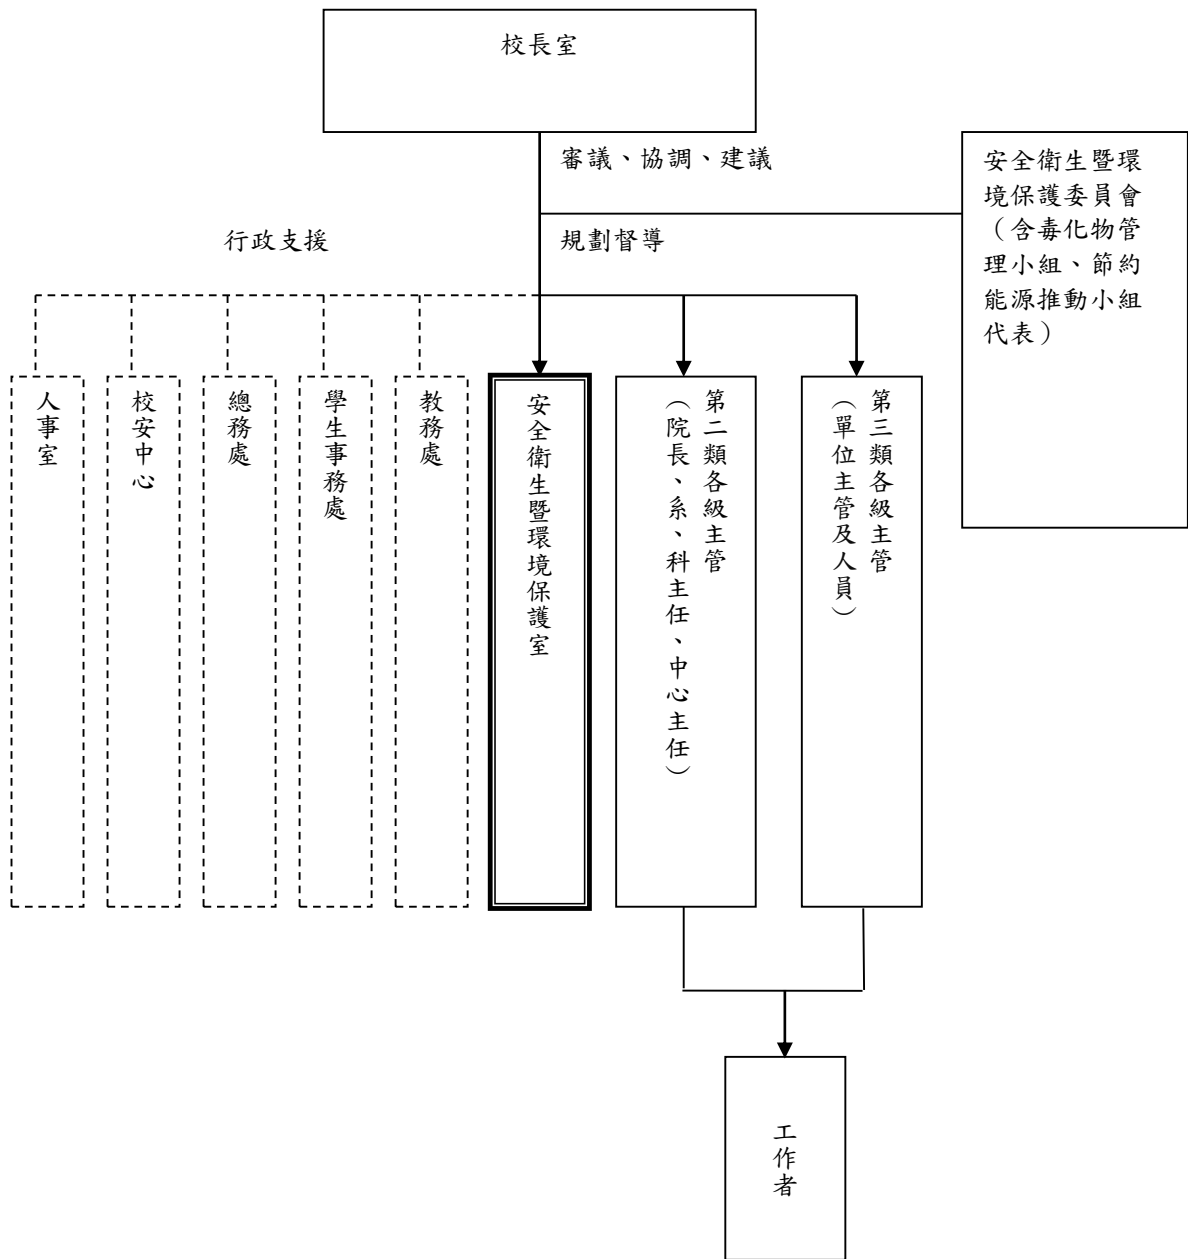 校長室
審議、協調、建議
安全衛生暨環
境保護委員會
（含毒化物管
理小組、節約
能源推動小組
代表）
行政支援
規劃督導
人事室
校安中心
總務處
學生事務處
教務處
安全衛生暨環境保護室
第二類各級主管
（院長、系、科主任、中心主任）
第三類各級主管
（單位主管及人員）
工作者